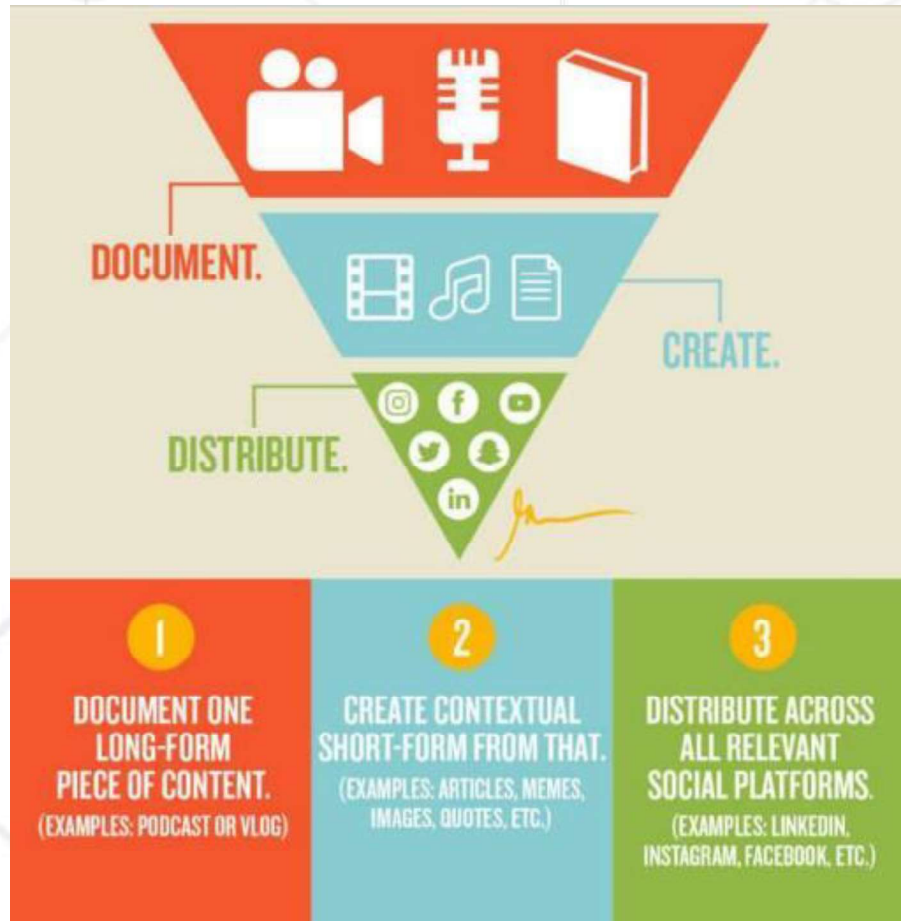 DOCUMENT.
CREATE.
DISTRIBUTE.
in
1
DOCUMENT ONE
LONG-FORM
PIECE OF CONTENT.
(EXAMPLES: PODCAST OR VLOG)
2
CREATE CONTEXTUAL
SHORT-FORM FROM THAT.
(EXAMPLES: ARTICLES, MEMES,
IMAGES, QUOTES, ETC.)
3
DISTRIBUTE ACROSS
ALL RELEVANT
SOCIAL PLATFORMS.
(EXAMPLES: LINKEDIN,
INSTAGRAM, FACEBOOK, ETC.)